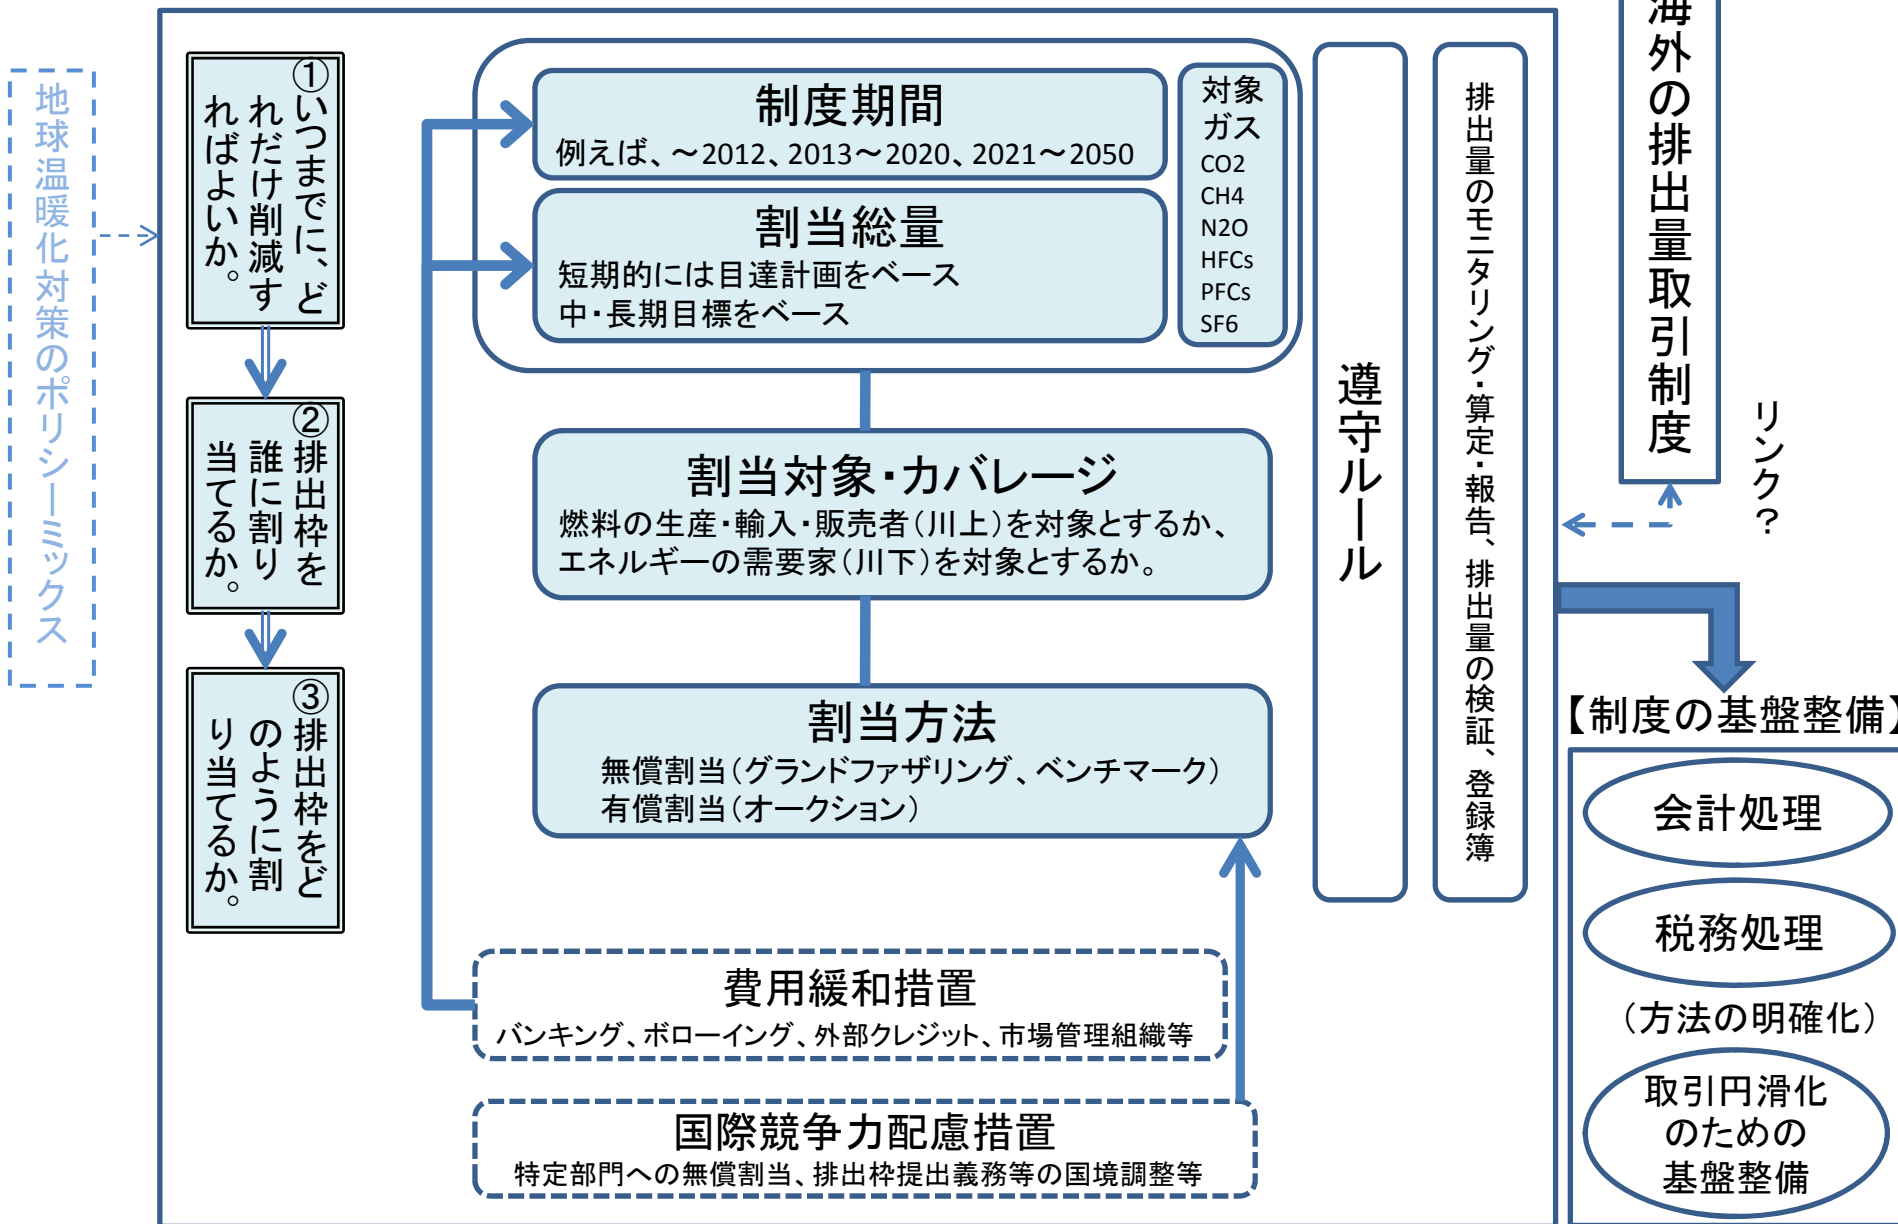 地球温暖化対策のポリシーミックス
①
いつまでに、ど
れだけ削減す
ればよいか。
②
排出枠を
誰に割り
当てるか。
③
排出枠をど
のように割
り当てるか。
制度期間
例えば、～2012、2013～2020、2021～2050
割当総量
短期的には目達計画をベース
中・長期目標をベース
対象
ガス
CO2
CH4
N2O
HFCs
PFCs
SF6
割当対象・カバレージ
燃料の生産・輸入・販売者（川上）を対象とするか、
エネルギーの需要家（川下）を対象とするか。
割当方法
無償割当（グランドファザリング、ベンチマーク）
有償割当（オークション）
費用緩和措置
バンキング、ボローイング、外部クレジット、市場管理組織等
国際競争力配慮措置
特定部門への無償割当、排出枠提出義務等の国境調整等
遵守ルール
排出量のモニタリング・算定・報告、排出量の検証、登録簿
海外の排出量取引制度
リンク？
【制度の基盤整備】
会計処理
税務処理
（方法の明確化）
取引円滑化
のための
基盤整備